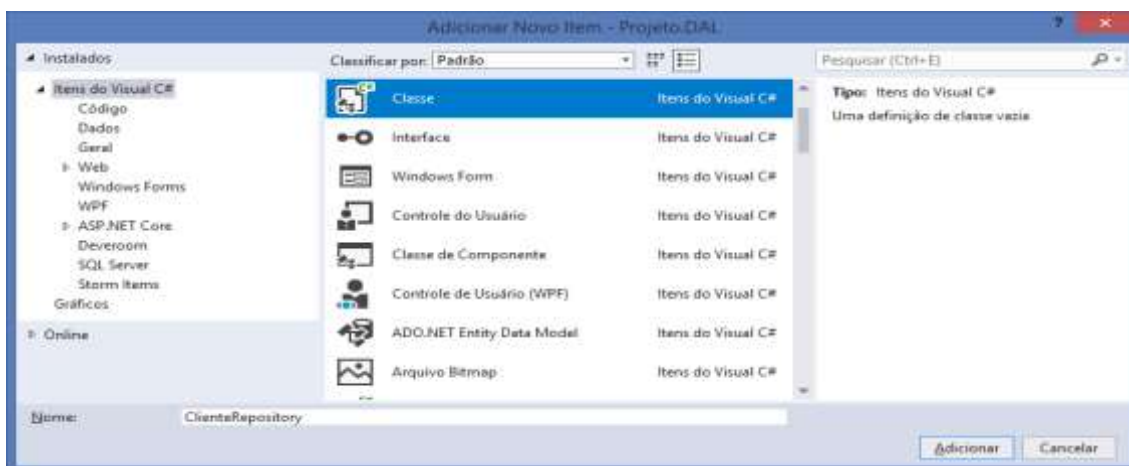 Adicionar Novo Item - Projeto.DAL
Instalados
Classificar por: Padrão
Pesquisar (Ctrl+E)
Itens do Visual C#
Código
Dados
Geral
Web
Windows Forms
WPF
ASP.NET Core
Deveroom
SQL Server
Storm Items
Gráficos
Online
Classe Itens do Visual C#
Interface Itens do Visual C#
Windows Form Itens do Visual C#
Controle do Usuário Itens do Visual C#
Classe de Componente Itens do Visual C#
Controle de Usuário (WPF) Itens do Visual C#
ADO.NET Entity Data Model Itens do Visual C#
Arquivo Bitmap Itens do Visual C#
Tipo: Itens do Visual C#
Uma definição de classe vazia
Nome: ClienteRepository
Adicionar Cancelar